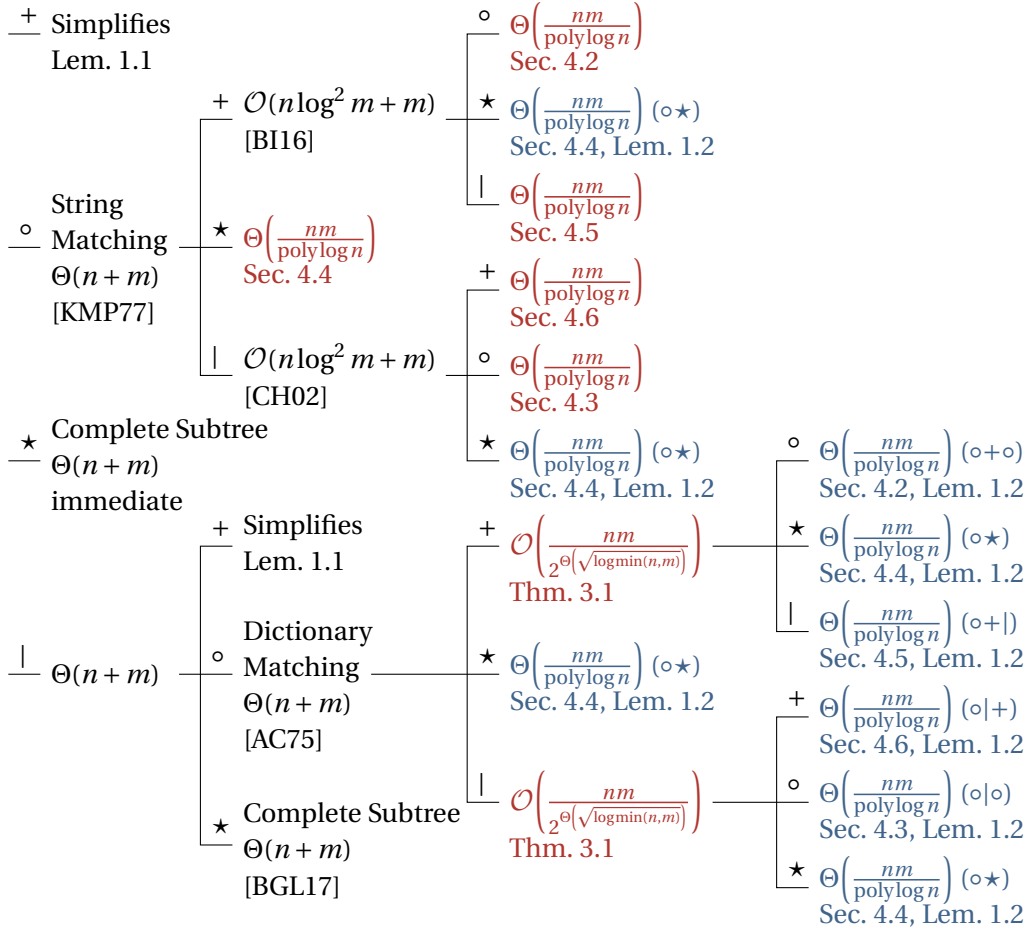 + Simplifies
Lem. 1.1
∘ String
Matching
Θ(n + m)
[KMP77]
+ 𝒪(n log² m + m)
[BI16]
∘ Θ(nm / polylog n)
Sec. 4.2
⋆ Θ(nm / polylog n) (∘⋆)
Sec. 4.4, Lem. 1.2
| Θ(nm / polylog n)
Sec. 4.5
⋆ Θ(nm / polylog n)
Sec. 4.4
| 𝒪(n log² m + m)
[CH02]
+ Θ(nm / polylog n)
Sec. 4.6
∘ Θ(nm / polylog n)
Sec. 4.3
⋆ Θ(nm / polylog n) (∘⋆)
Sec. 4.4, Lem. 1.2
⋆ Complete Subtree
Θ(n + m)
immediate
| Θ(n + m)
+ Simplifies
Lem. 1.1
∘ Dictionary
Matching
Θ(n + m)
[AC75]
+ 𝒪(nm / 2^Θ(√log min(n,m)))
Thm. 3.1
∘ Θ(nm / polylog n) (∘+∘)
Sec. 4.2, Lem. 1.2
⋆ Θ(nm / polylog n) (∘⋆)
Sec. 4.4, Lem. 1.2
| Θ(nm / polylog n) (∘+|)
Sec. 4.5, Lem. 1.2
⋆ Θ(nm / polylog n) (∘⋆)
Sec. 4.4, Lem. 1.2
| 𝒪(nm / 2^Θ(√log min(n,m)))
Thm. 3.1
+ Θ(nm / polylog n) (∘|+)
Sec. 4.6, Lem. 1.2
∘ Θ(nm / polylog n) (∘|∘)
Sec. 4.3, Lem. 1.2
⋆ Θ(nm / polylog n) (∘⋆)
Sec. 4.4, Lem. 1.2
⋆ Complete Subtree
Θ(n + m)
[BGL17]